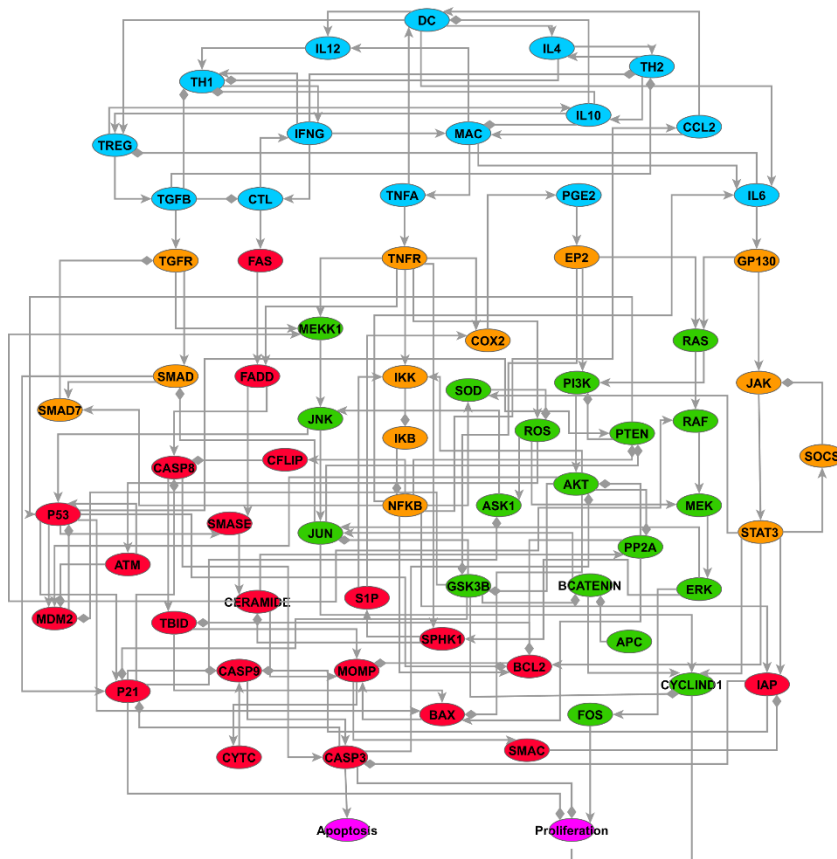 DC
IL12
IL4
TH2
TH1
IL10
CCL2
IFNG
MAC
TREG
TGFB
CTL
TNFA
PGE2
IL6
TGFR
FAS
TNFR
EP2
GP130
MEKK1
COX2
RAS
SMAD
FADD
IKK
SOD
PI3K
JAK
SMAD7
JNK
IKB
ROS
PTEN
RAF
SOCS
CASP8
CFLIP
AKT
P53
SMASE
NFKB
ASK1
MEK
JUN
STAT3
PP2A
ATM
GSK3B
BCATENIN
ERK
CERAMIDE
S1P
MDM2
TBID
SPHK1
APC
BCL2
CASP9
MOMP
P21
CYCLIND1
IAP
BAX
FOS
CYTC
CASP3
SMAC
Apoptosis
Proliferation